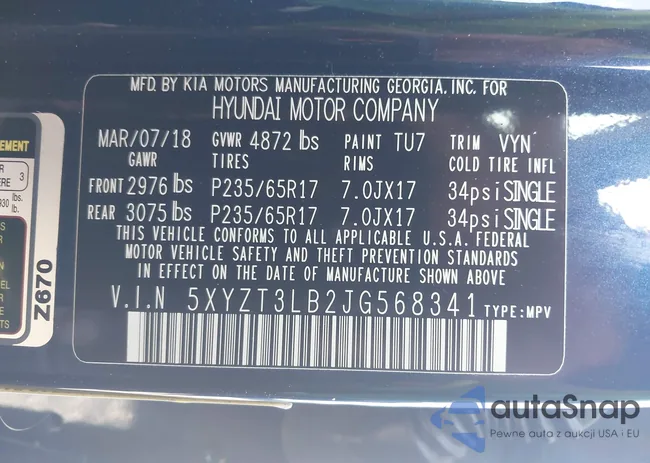 MFD. BY KIA MOTORS MANUFACTURING GEORGIA, INC. FOR
HYUNDAI MOTOR COMPANY
MAR/07/18 GVWR 4872 lbs PAINT TU7 TRIM VYN
GAWR TIRES RIMS COLD TIRE INFL
FRONT 2976 lbs P235/65R17 7.0JX17 34psi SINGLE
REAR 3075 lbs P235/65R17 7.0JX17 34psi SINGLE
THIS VEHICLE CONFORMS TO ALL APPLICABLE U.S.A. FEDERAL
MOTOR VEHICLE SAFETY AND THEFT PREVENTION STANDARDS
IN EFFECT ON THE DATE OF MANUFACTURE SHOWN ABOVE.
V.I.N 5XYZT3LB2JG568341 TYPE:MPV
3
lb.
Z670
autaSnap
Pewne auta z aukcji USA i EU